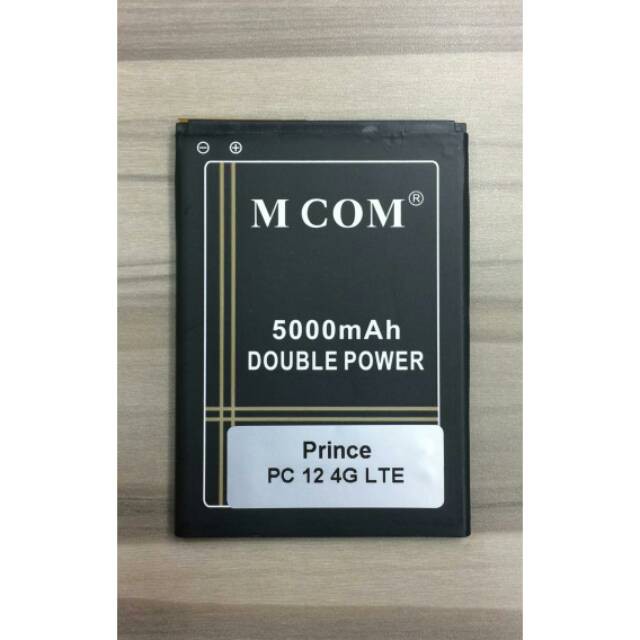 ⊖ ⊕
M COM®
5000mAh
DOUBLE POWER
Prince
PC 12 4G LTE